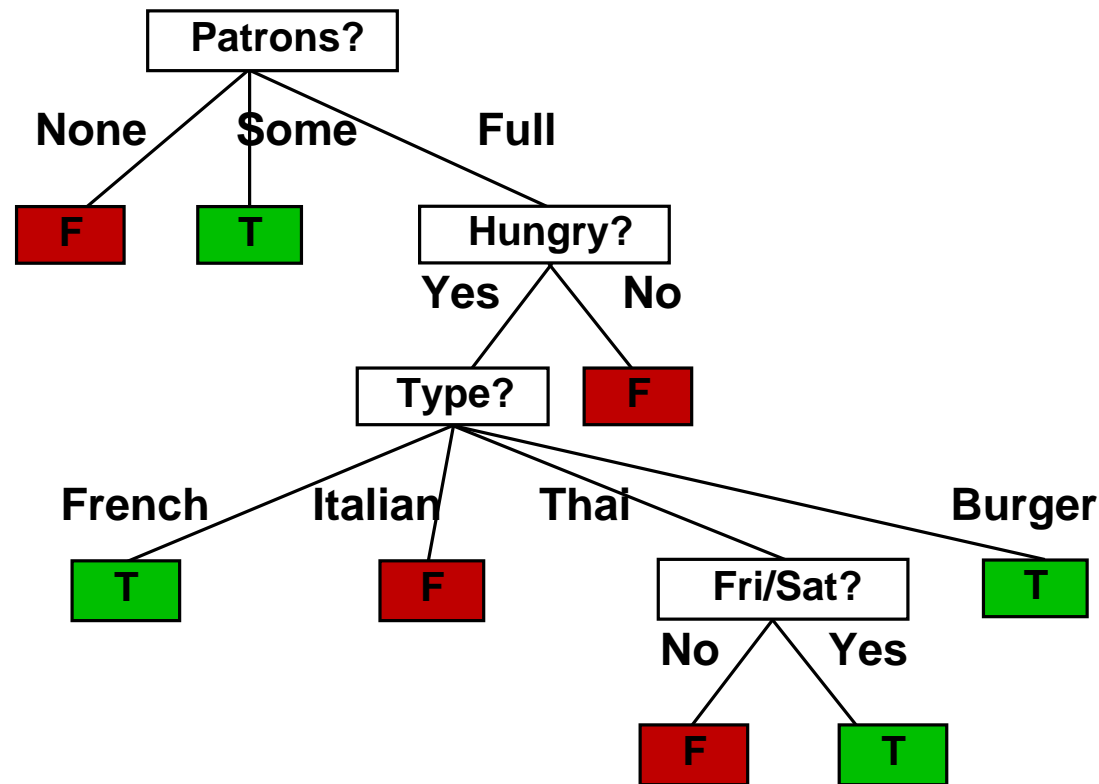 Patrons?
None Some Full
F T Hungry?
Yes No
Type? F
French Italian Thai Burger
T F Fri/Sat? T
No Yes
F T